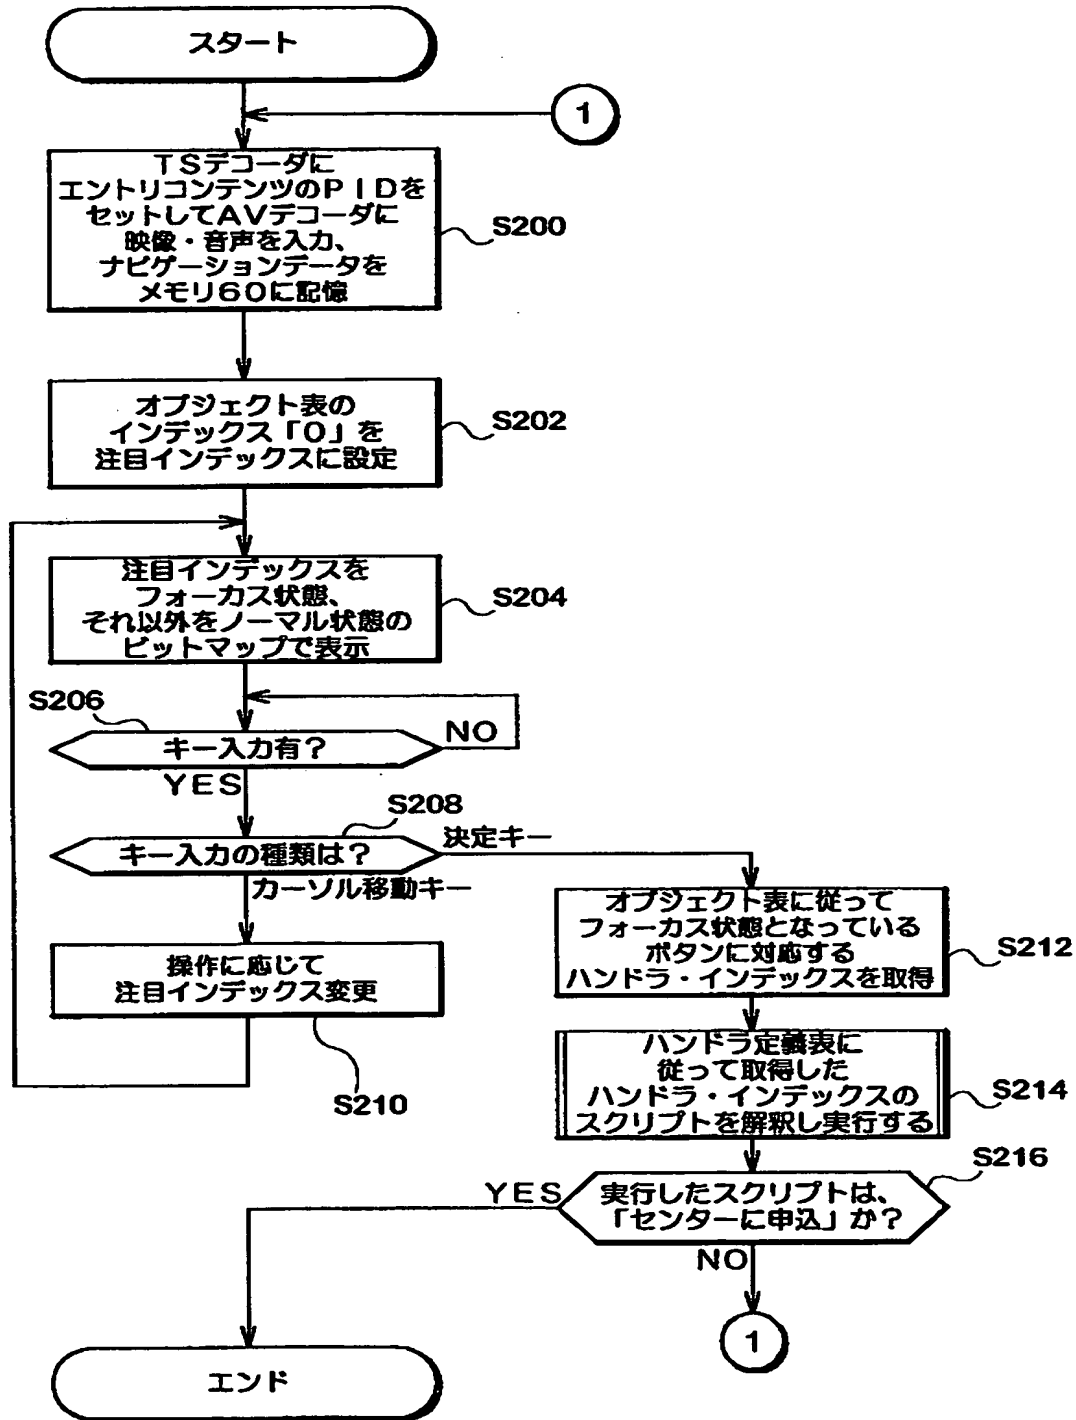 スタート
1
TSデコーダに
エントリコンテンツのPIDを
セットしてAVデコーダに
映像・音声を入力、
ナビゲーションデータを
メモリ60に記憶
S200
オブジェクト表の
インデックス「0」を
注目インデックスに設定
S202
注目インデックスを
フォーカス状態、
それ以外をノーマル状態の
ビットマップで表示
S204
S206
キー入力有?
NO
YES
S208
キー入力の種類は?
決定キー
カーソル移動キー
操作に応じて
注目インデックス変更
S210
オブジェクト表に従って
フォーカス状態となっている
ボタンに対応する
ハンドラ・インデックスを取得
S212
ハンドラ定義表に
従って取得した
ハンドラ・インデックスの
スクリプトを解釈し実行する
S214
S216
実行したスクリプトは、
「センターに申込」か?
YES
NO
1
エンド